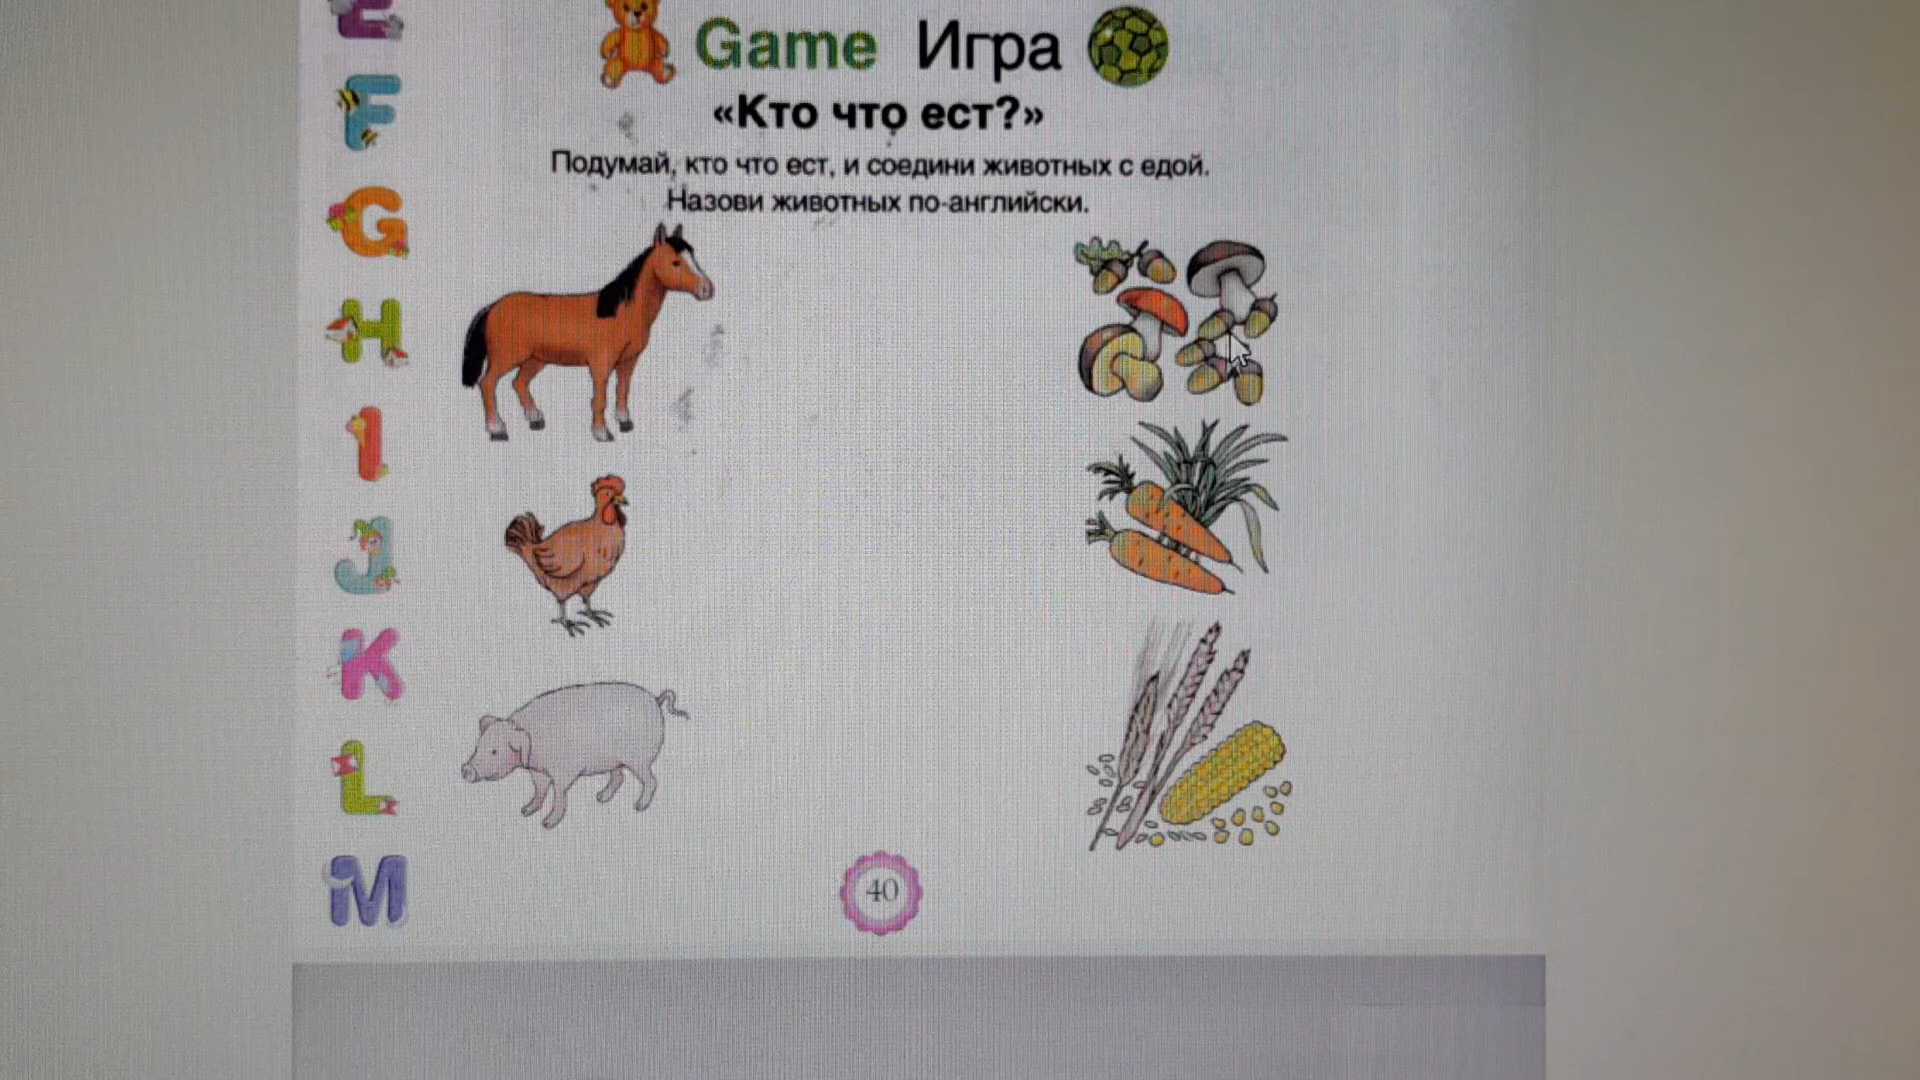 Game Игра
«Кто что ест?»
Подумай, кто что ест, и соедини животных с едой.
Назови животных по-английски.
E
F
G
H
I
J
K
L
M
40